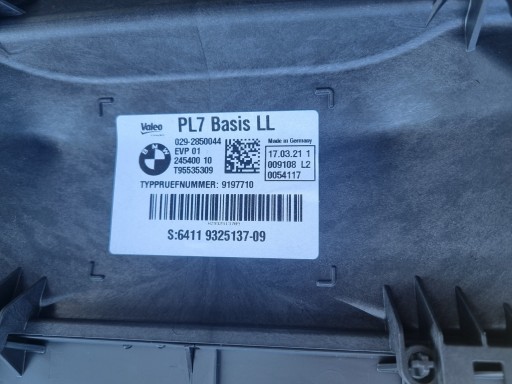 Valeo PL7 Basis LL
BMW
029-2850044
EVP 01
245400 10
T95535309
Made in Germany
17.03.21 1
009108 L2
0054117
TYPPRUEFNUMMER: 9197710
S:6411 9325137-09